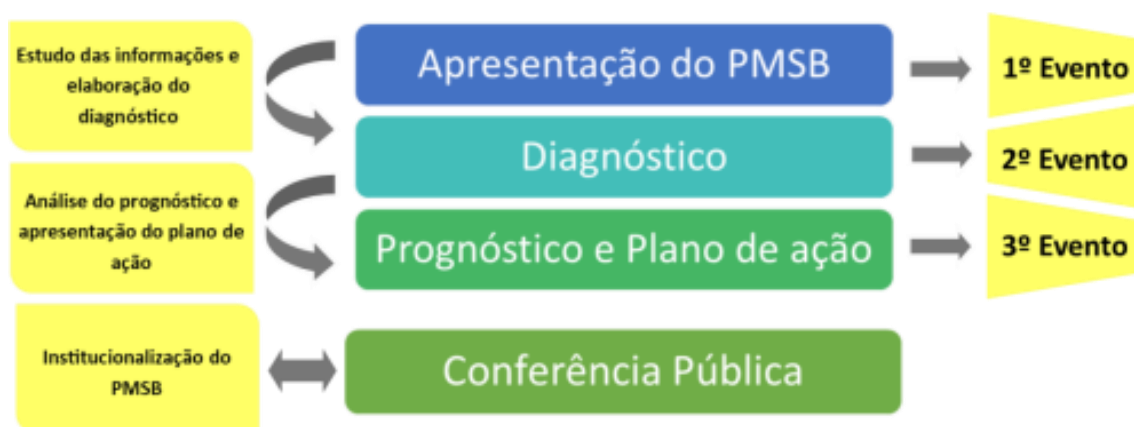 Estudo das informações e
elaboração do
diagnóstico
Apresentação do PMSB
1º Evento
Diagnóstico
2º Evento
Análise do prognóstico e
apresentação do plano de
ação
Prognóstico e Plano de ação
3º Evento
Institucionalização do
PMSB
Conferência Pública